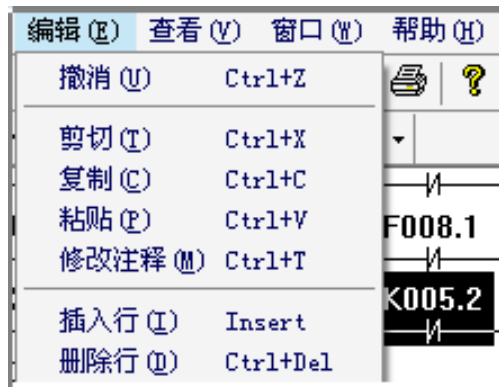 编辑(E) 查看(V) 窗口(W) 帮助(H)
撤消(U) Ctrl+Z
剪切(T) Ctrl+X
复制(C) Ctrl+C
粘贴(P) Ctrl+V
F008.1
修改注释(M) Ctrl+T
K005.2
插入行(I) Insert
删除行(D) Ctrl+Del